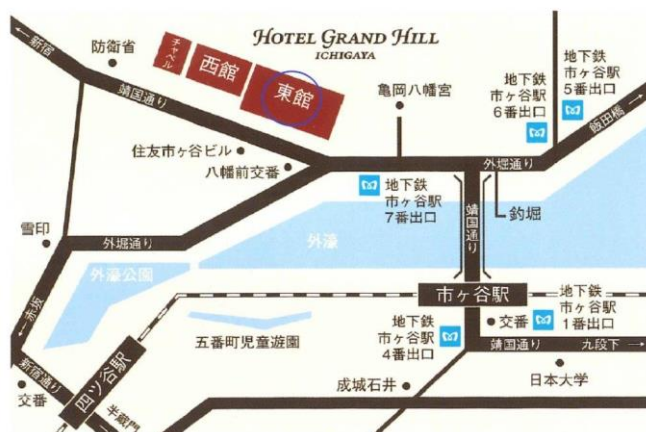 HOTEL GRAND HILL
ICHIGAYA
新宿
防衛省
チャペル
西館
東館
靖国通り
亀岡八幡宮
地下鉄
市ヶ谷駅
6番出口
地下鉄
市ヶ谷駅
5番出口
飯田橋
住友市ヶ谷ビル
八幡前交番
外堀通り
地下鉄
市ヶ谷駅
7番出口
靖国通り
釣堀
雪印
外堀通り
外濠
外濠公園
赤坂
市ヶ谷駅
五番町児童遊園
地下鉄
市ヶ谷駅
4番出口
交番
地下鉄
市ヶ谷駅
1番出口
靖国通り
九段下
新宿通り
四ツ谷駅
成城石井
日本大学
交番
半蔵門